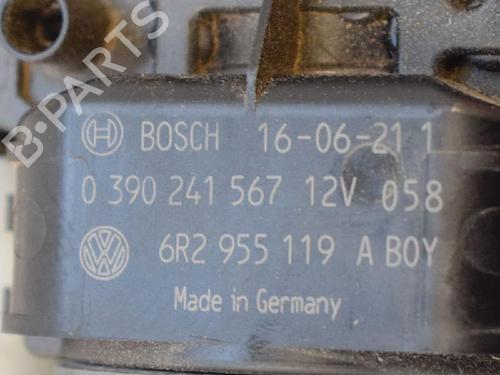 B-PARTS
BOSCH 16-06-21 1
0 390 241 567 12V 058
6R2 955 119 A BOY
Made in Germany